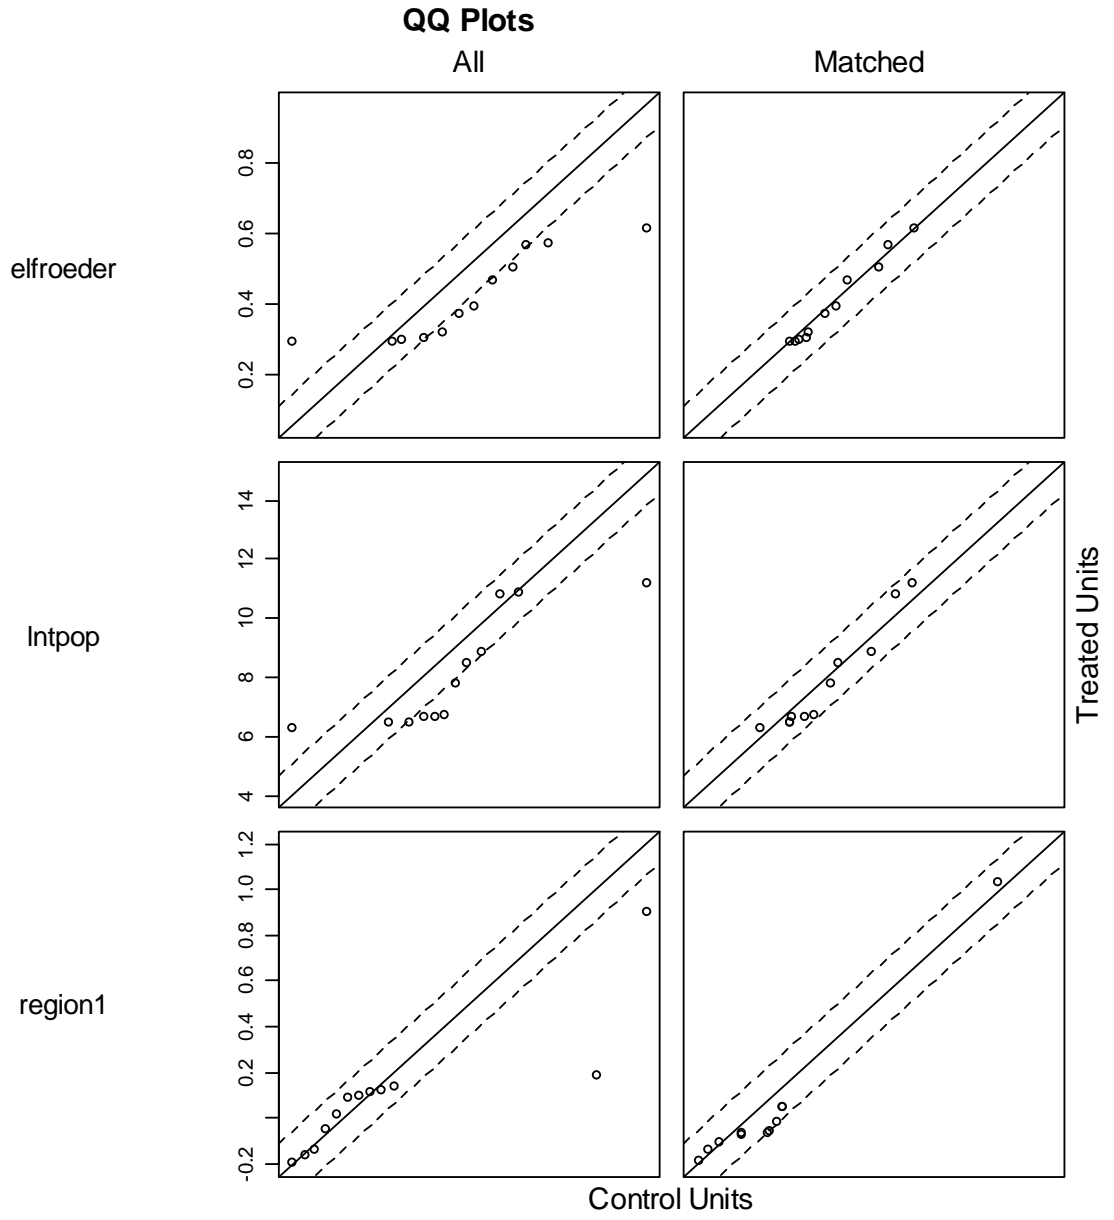 QQ Plots
All Matched
elfroeder
0.2 0.4 0.6 0.8
lntpop
4 6 8 10 12 14
region1
-0.2 0.2 0.4 0.6 0.8 1.0 1.2
Control Units
Treated Units